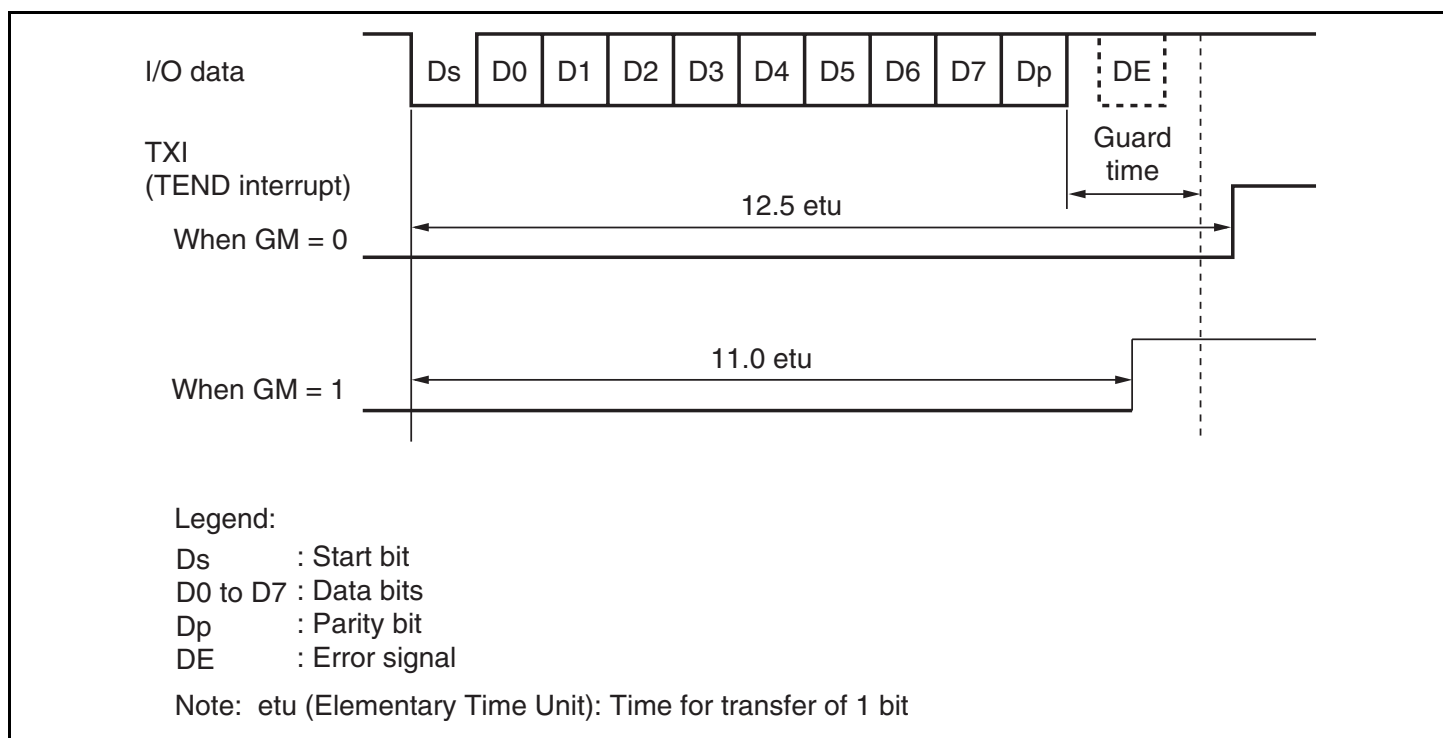 I/O data
Ds D0 D1 D2 D3 D4 D5 D6 D7 Dp DE
Guard
time
TXI
(TEND interrupt)
12.5 etu
When GM = 0
11.0 etu
When GM = 1
Legend:
Ds : Start bit
D0 to D7 : Data bits
Dp : Parity bit
DE : Error signal
Note: etu (Elementary Time Unit): Time for transfer of 1 bit